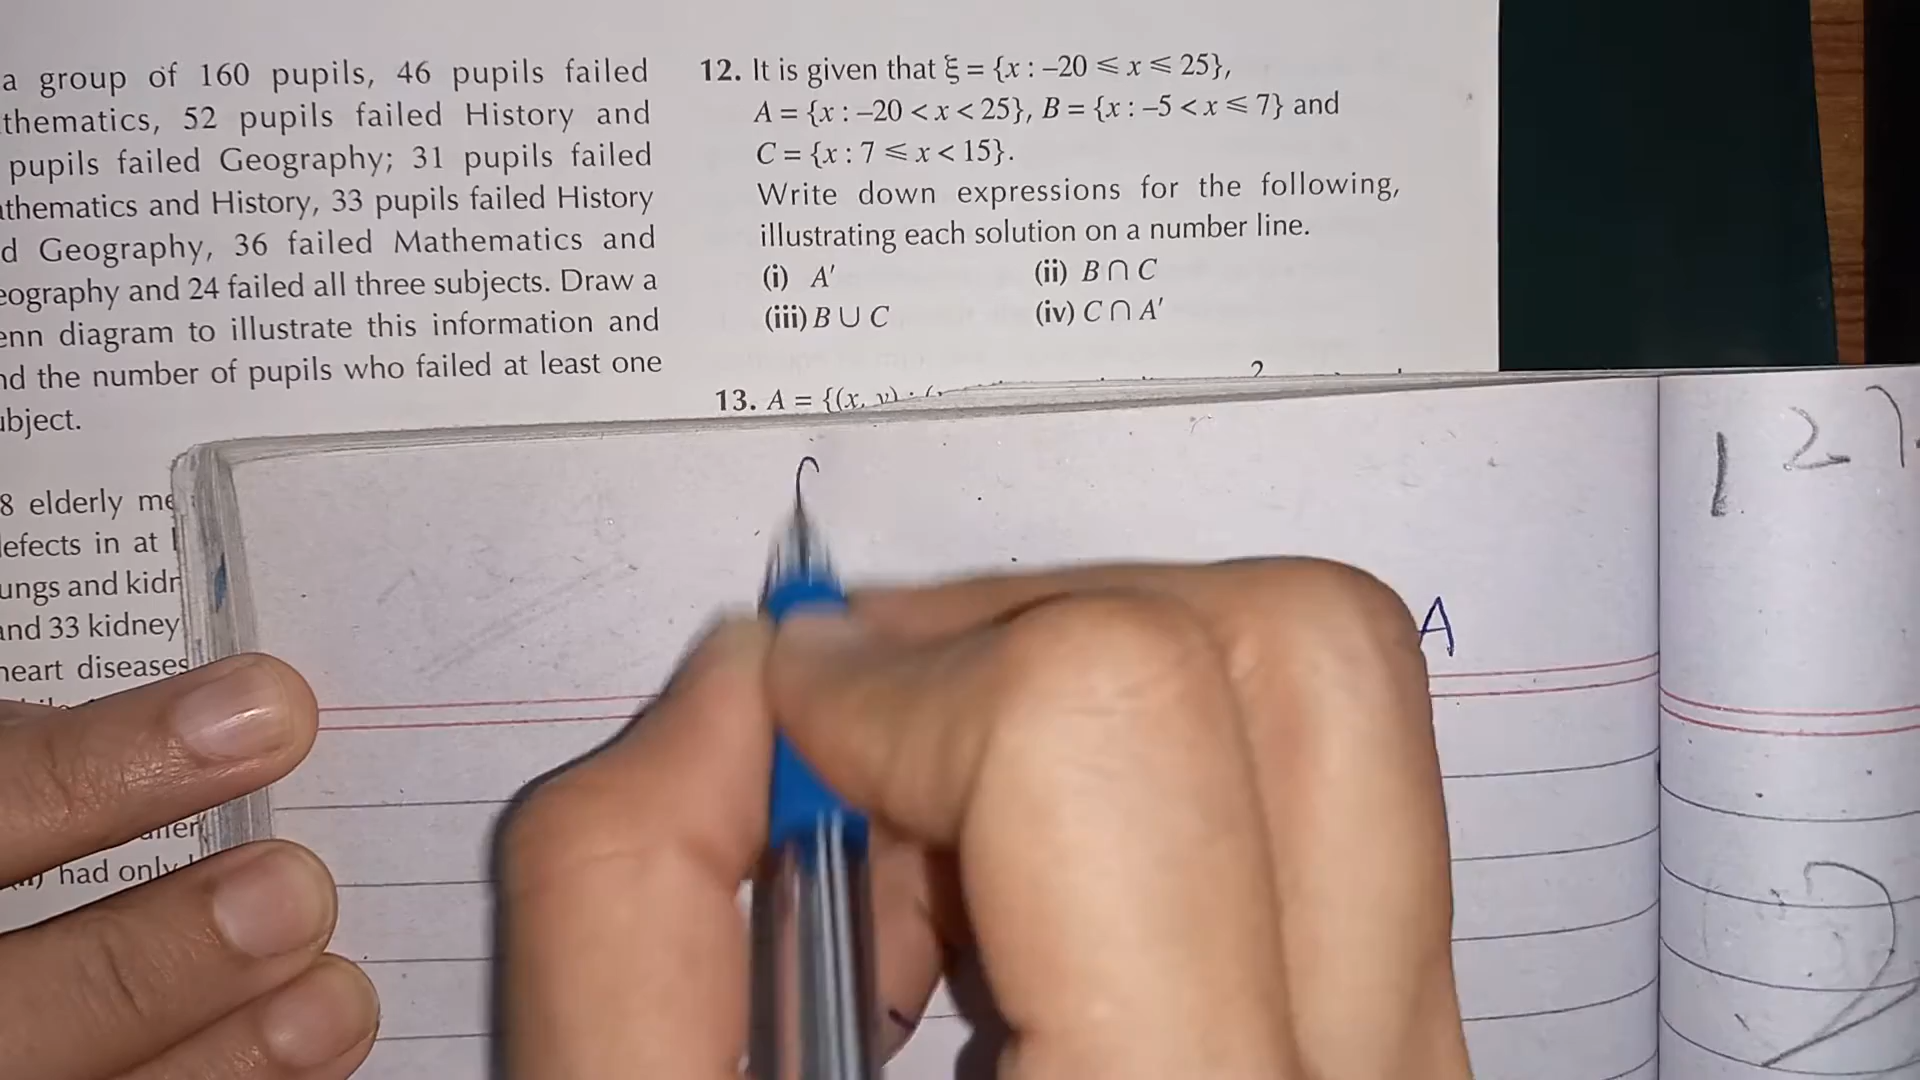 a group of 160 pupils, 46 pupils failed
thematics, 52 pupils failed History and
pupils failed Geography; 31 pupils failed
thematics and History, 33 pupils failed History
d Geography, 36 failed Mathematics and
eography and 24 failed all three subjects. Draw a
enn diagram to illustrate this information and
nd the number of pupils who failed at least one
ubject.
8 elderly me
efects in at l
ungs and kidn
and 33 kidney
heart diseases
had only
12. It is given that ξ = {x : –20 ⩽ x ⩽ 25},
A = {x : –20 < x < 25}, B = {x : –5 < x ⩽ 7} and
C = {x : 7 ⩽ x < 15}.
Write down expressions for the following,
illustrating each solution on a number line.
(i) A′ (ii) B ∩ C
(iii) B ∪ C (iv) C ∩ A′
13. A = {(x, y) :
A
1 2)